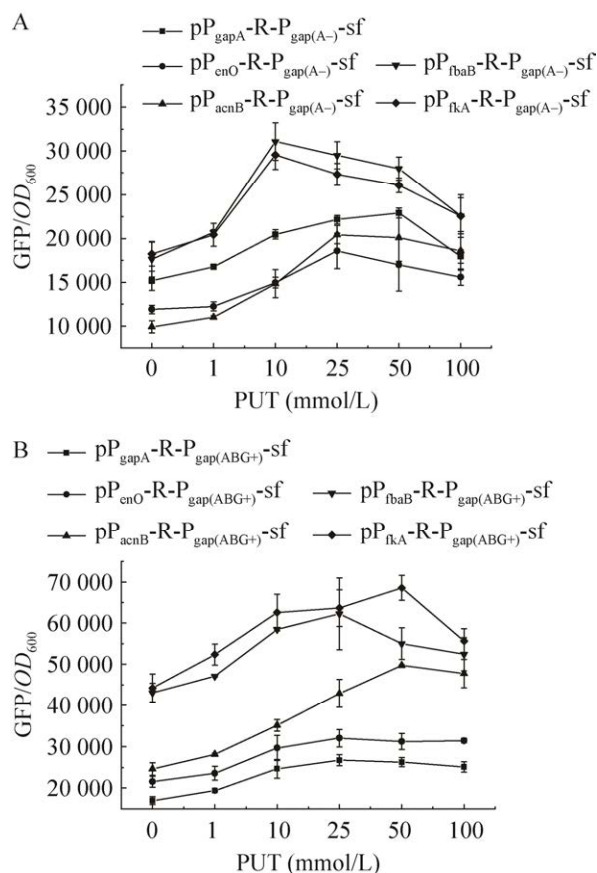 A
pPgapA-R-Pgap(A–)-sf
pPenO-R-Pgap(A–)-sf pPfbaB-R-Pgap(A–)-sf
pPacnB-R-Pgap(A–)-sf pPfkA-R-Pgap(A–)-sf
35 000
30 000
25 000
20 000
15 000
10 000
GFP/OD600
0 1 10 25 50 100
PUT (mmol/L)
B
pPgapA-R-Pgap(ABG+)-sf
pPenO-R-Pgap(ABG+)-sf pPfbaB-R-Pgap(ABG+)-sf
pPacnB-R-Pgap(ABG+)-sf pPfkA-R-Pgap(ABG+)-sf
70 000
60 000
50 000
40 000
30 000
20 000
GFP/OD600
0 1 10 25 50 100
PUT (mmol/L)